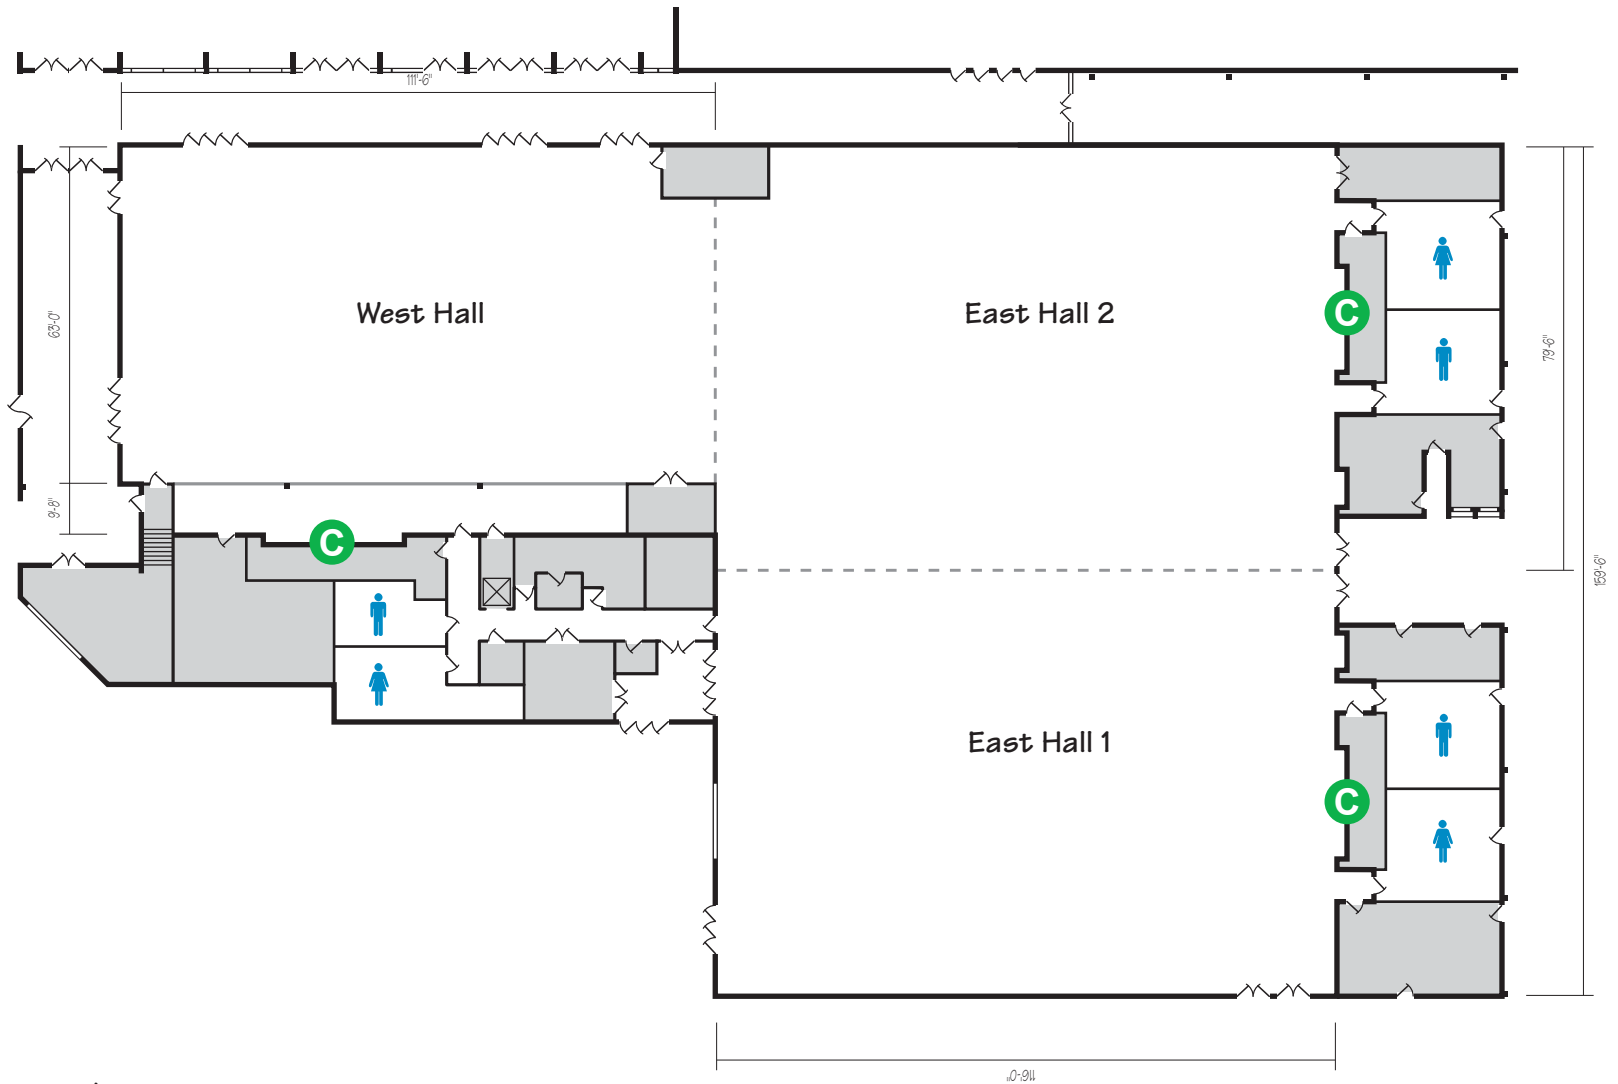 111'-6"
West Hall
East Hall 2
C
63'-0"
79'-6"
9'-8"
C
159'-6"
East Hall 1
C
116'-0"